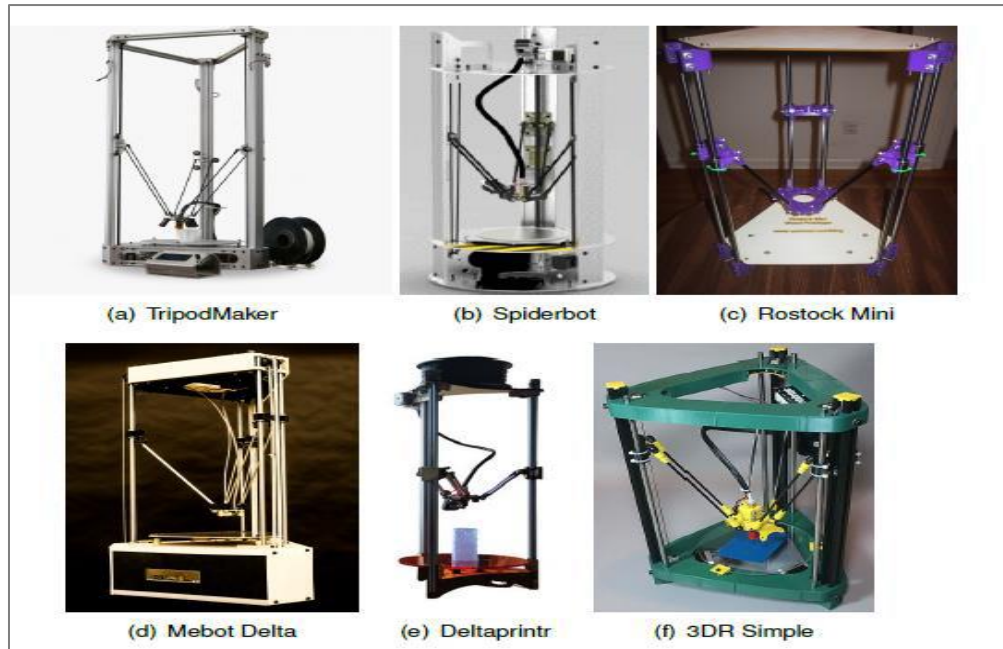 (a) TripodMaker
(b) Spiderbot
(c) Rostock Mini
(d) Mebot Delta
(e) Deltaprintr
(f) 3DR Simple